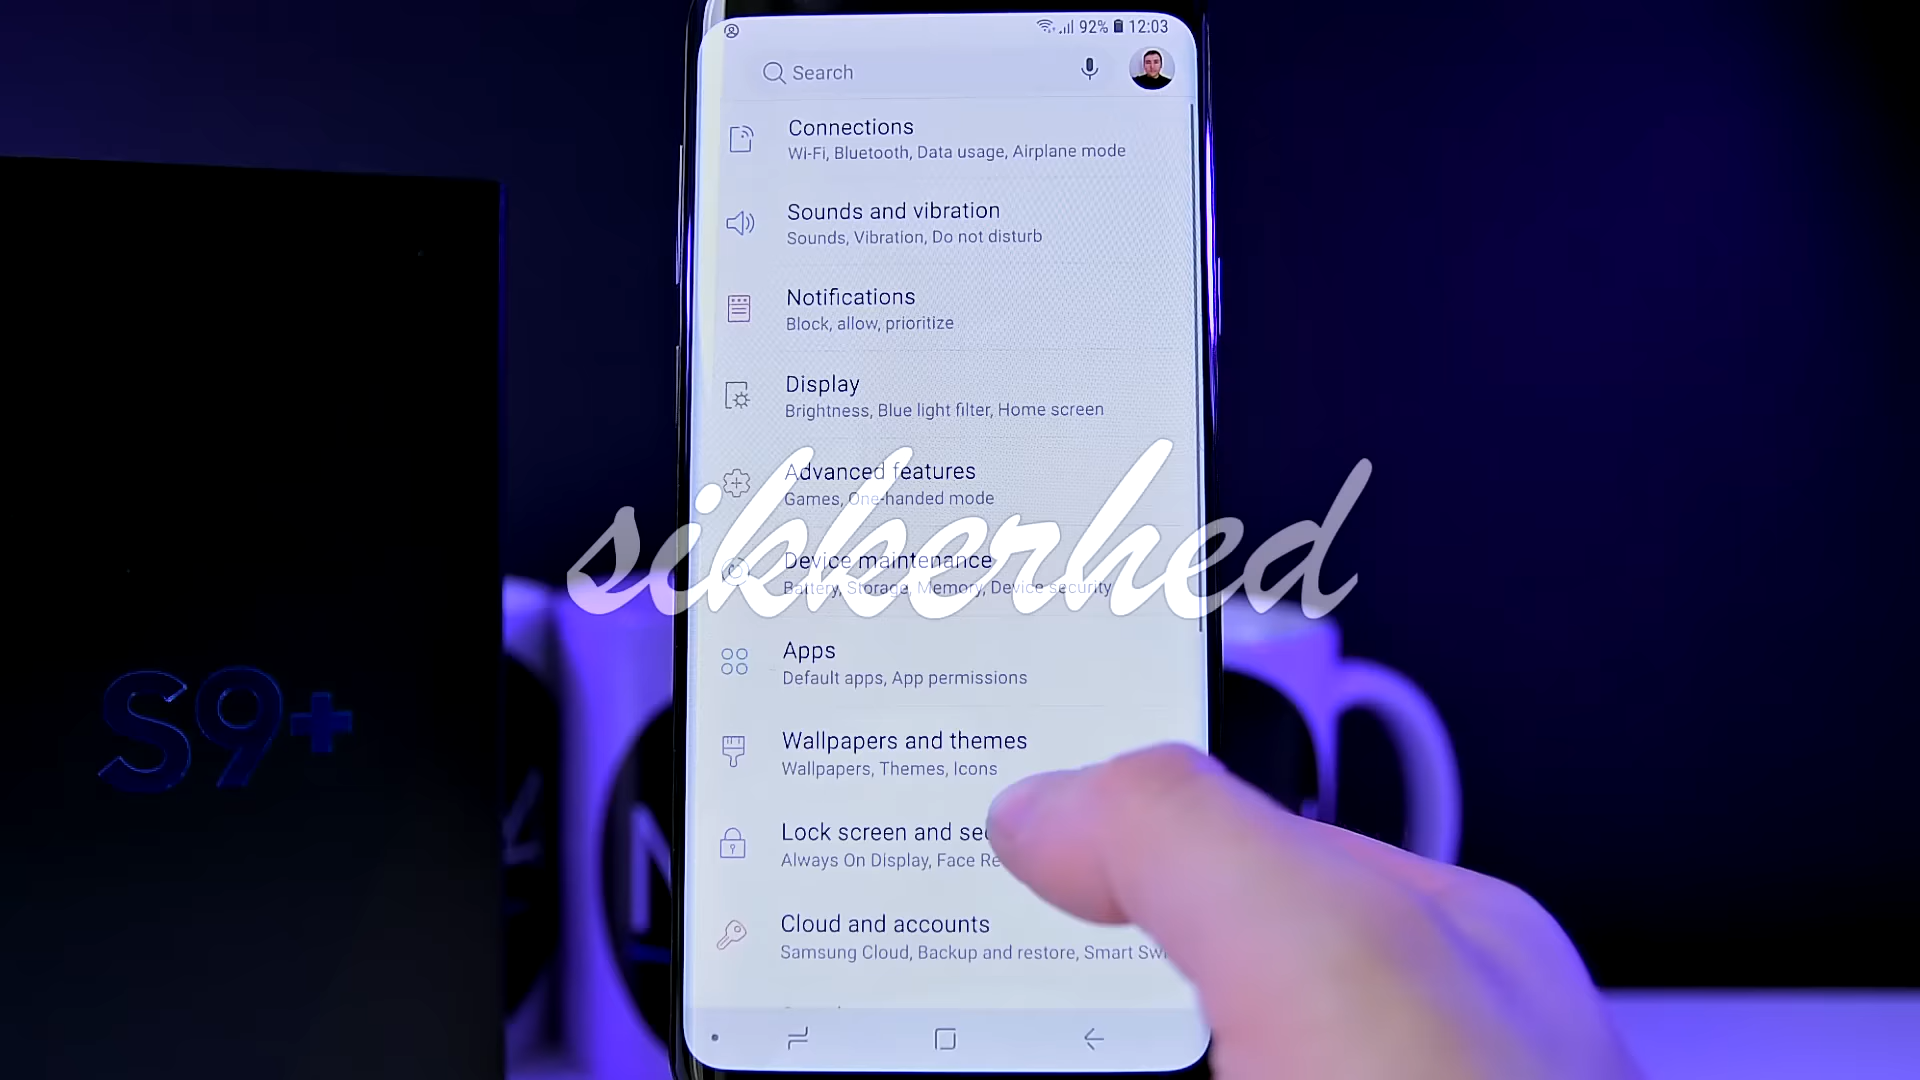 92% 12:03
Search
Connections
Wi-Fi, Bluetooth, Data usage, Airplane mode
Sounds and vibration
Sounds, Vibration, Do not disturb
Notifications
Block, allow, prioritize
Display
Brightness, Blue light filter, Home screen
Advanced features
Games, One-handed mode
sikkerhed
Device maintenance
Battery, Storage, Memory, Device security
Apps
Default apps, App permissions
Wallpapers and themes
Wallpapers, Themes, Icons
Lock screen and
Always On Display, Face
Cloud and accounts
Samsung Cloud, Backup and restore, Smart
S9+